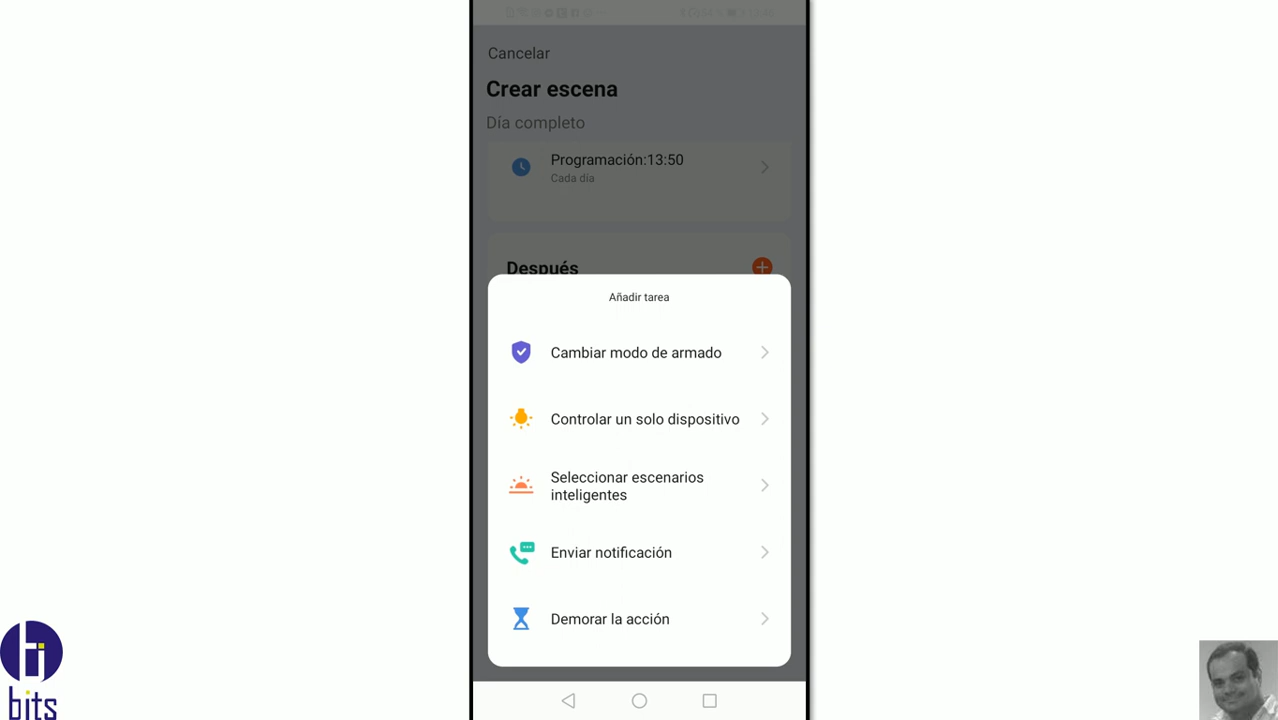 Cancelar
Crear escena
Día completo
Programación:13:50
Cada día
Después
Añadir tarea
Cambiar modo de armado
Controlar un solo dispositivo
Seleccionar escenarios
inteligentes
Enviar notificación
Demorar la acción
bits